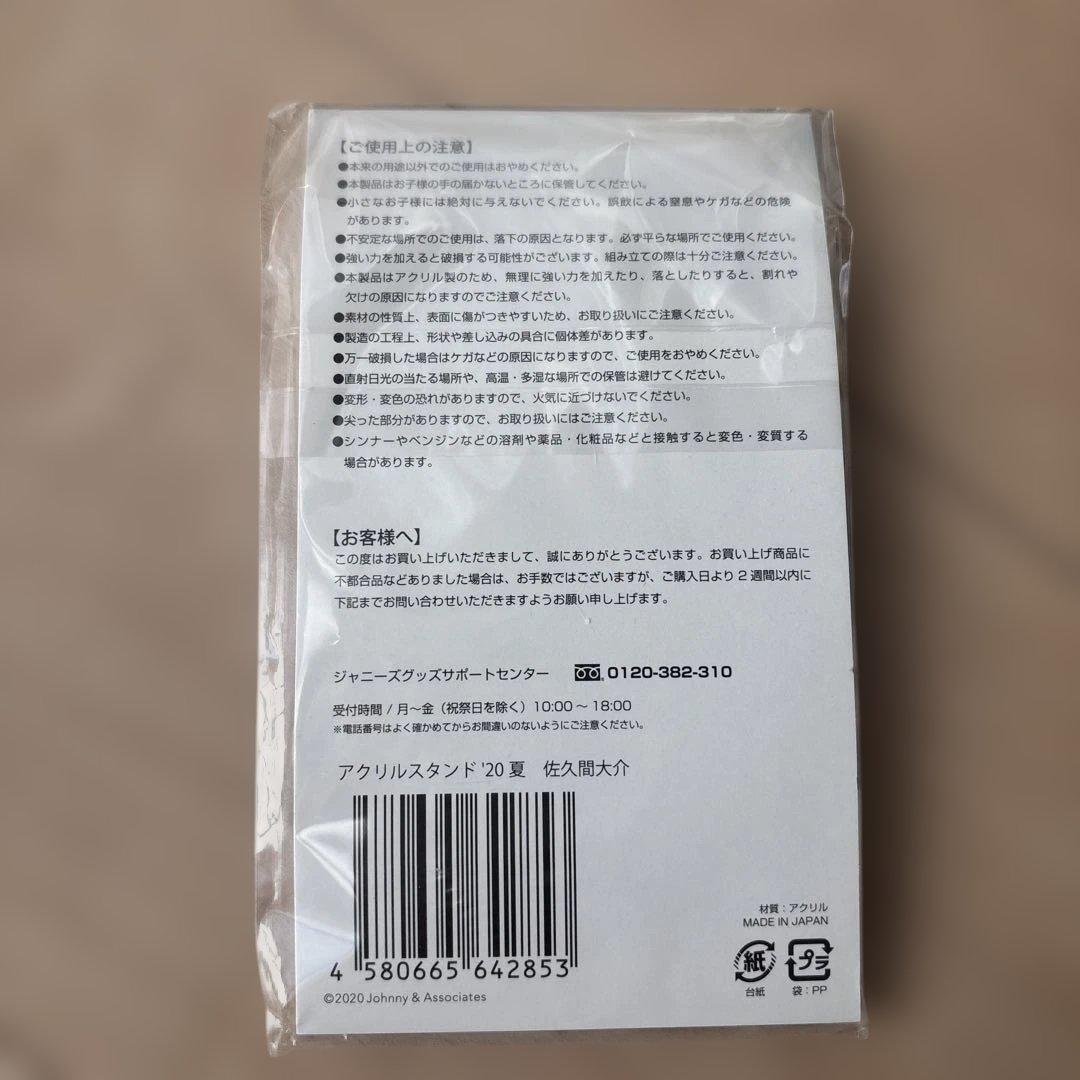 【ご使用上の注意】
●本来の用途以外でのご使用はおやめください。
●本製品はお子様の手の届かないところに保管してください。
●小さなお子様には絶対に与えないでください。誤飲による窒息やケガなどの危険
があります。
●不安定な場所でのご使用は、落下の原因となります。必ず平らな場所でご使用ください。
●強い力を加えると破損する可能性がございます。組み立ての際は十分ご注意ください。
●本製品はアクリル製のため、無理に強い力を加えたり、落としたりすると、割れや
欠けの原因になりますのでご注意ください。
●素材の性質上、表面に傷がつきやすいため、お取り扱いにご注意ください。
●製造の工程上、形状や差し込みの具合に個体差があります。
●万一破損した場合はケガなどの原因になりますので、ご使用をおやめください。
●直射日光の当たる場所や、高温・多湿な場所での保管は避けてください。
●変形・変色の恐れがありますので、火気に近づけないでください。
●尖った部分がありますので、お取り扱いにはご注意ください。
●シンナーやベンジンなどの溶剤や薬品・化粧品などと接触すると変色・変質する
場合があります。
【お客様へ】
この度はお買い上げいただきまして、誠にありがとうございます。お買い上げ商品に
不都合品などありました場合は、お手数ではございますが、ご購入日より2週間以内に
下記までお問い合わせいただきますようお願い申し上げます。
ジャニーズグッズサポートセンター 0120-382-310
受付時間 / 月～金（祝祭日を除く）10:00 ～ 18:00
※電話番号はよく確かめてからお間違いのないようにご注意ください。
アクリルスタンド '20 夏 佐久間大介
4 580665 642853
©2020 Johnny & Associates
材質：アクリル
MADE IN JAPAN
紙 プラ
台紙 袋：PP